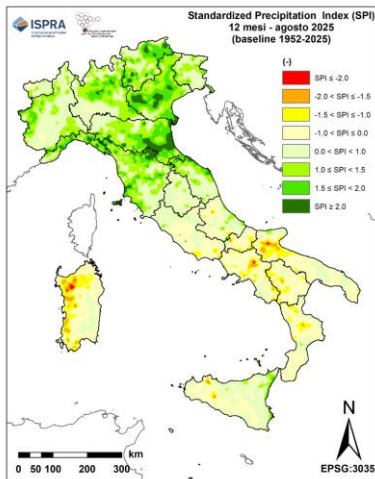 ISPRA
Standardized Precipitation Index (SPI)
12 mesi - agosto 2025
(baseline 1952-2025)
(-)
SPI ≤ -2.0
-2.0 < SPI ≤ -1.5
-1.5 < SPI ≤ -1.0
-1.0 < SPI ≤ 0.0
0.0 < SPI < 1.0
1.0 ≤ SPI < 1.5
1.5 ≤ SPI < 2.0
SPI ≥ 2.0
N
km
0 50 100 200 300
EPSG:3035